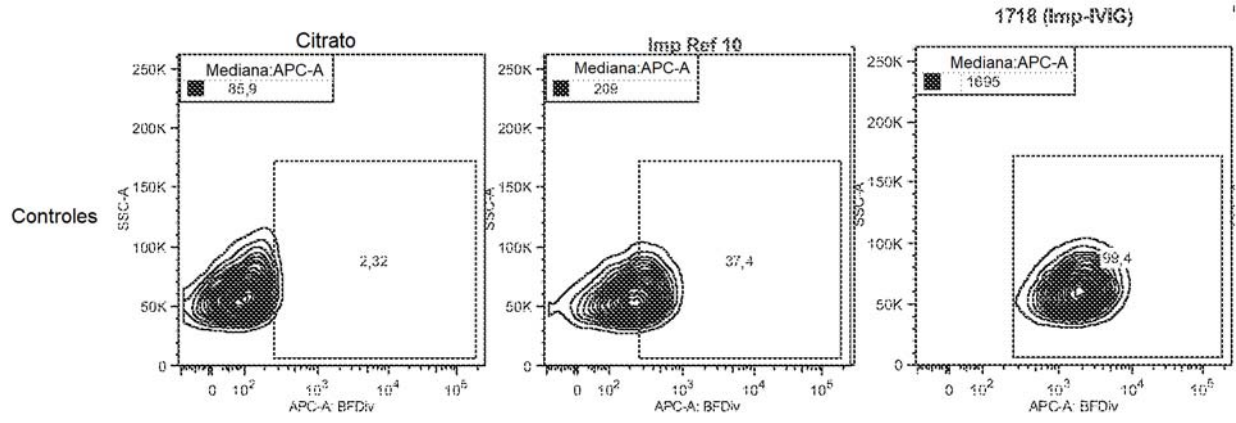 Controles
Citrato
Mediana:APC-A
85,9
250K
200K
150K
100K
50K
0
SSC-A
2,32
0 10² 10³ 10⁴ 10⁵
APC-A: BFDiv
Imp Ref 10
Mediana:APC-A
209
250K
200K
150K
100K
50K
0
SSC-A
37,4
0 10² 10³ 10⁴ 10⁵
APC-A: BFDiv
1718 (Imp-IVIG)
Mediana:APC-A
1695
250K
200K
150K
100K
50K
0
SSC-A
99,4
0 10² 10³ 10⁴ 10⁵
APC-A: BFDiv